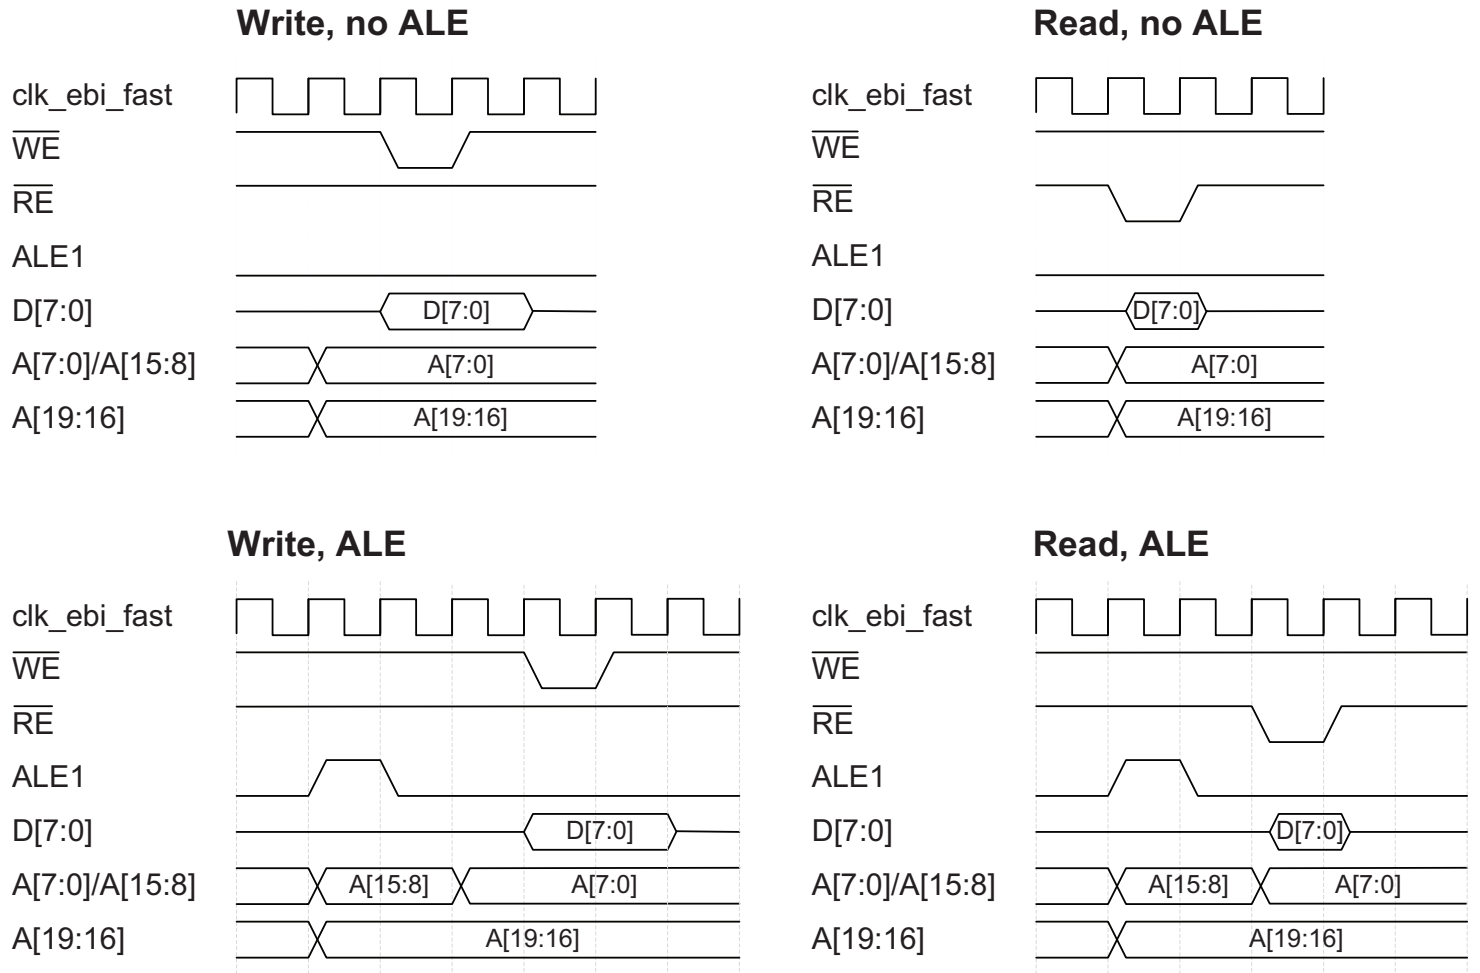 Write, no ALE
clk_ebi_fast
WE
RE
ALE1
D[7:0] D[7:0]
A[7:0]/A[15:8] A[7:0]
A[19:16] A[19:16]
Read, no ALE
clk_ebi_fast
WE
RE
ALE1
D[7:0] D[7:0]
A[7:0]/A[15:8] A[7:0]
A[19:16] A[19:16]
Write, ALE
clk_ebi_fast
WE
RE
ALE1
D[7:0] D[7:0]
A[7:0]/A[15:8] A[15:8] A[7:0]
A[19:16] A[19:16]
Read, ALE
clk_ebi_fast
WE
RE
ALE1
D[7:0] D[7:0]
A[7:0]/A[15:8] A[15:8] A[7:0]
A[19:16] A[19:16]